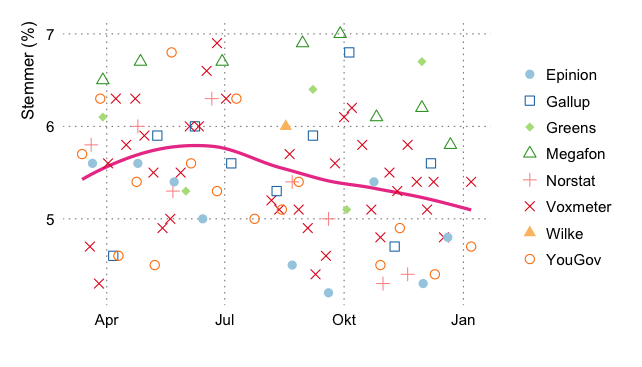 Stemmer (%)
7
6
5
Apr
Jul
Okt
Jan
Epinion
Gallup
Greens
Megafon
Norstat
Voxmeter
Wilke
YouGov